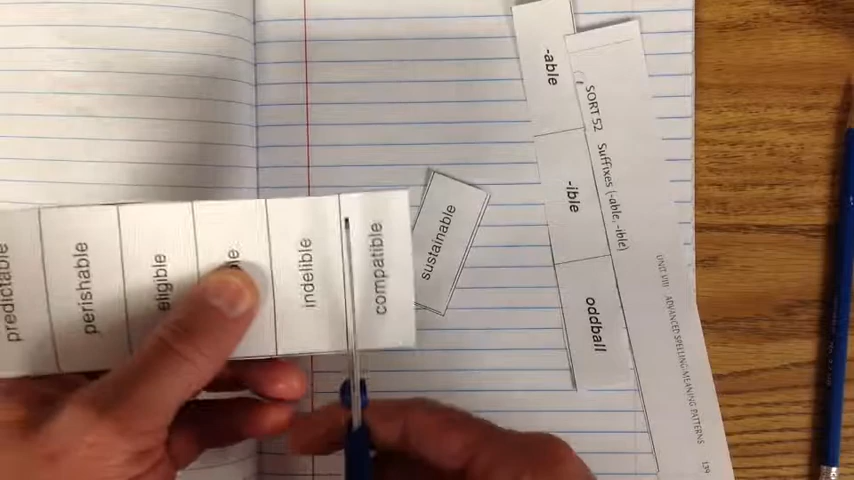 SORT 52 Suffixes (-able, -ible)
UNIT VIII ADVANCED SPELLING-MEANING PATTERNS 139
-able
-ible
oddball
sustainable
compatible
indelible
eligible
perishable